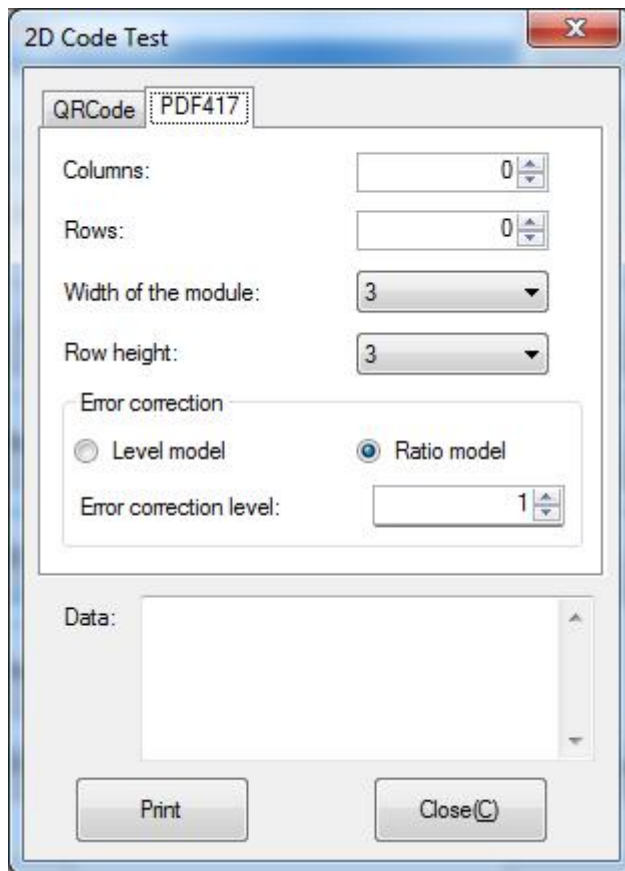 2D Code Test
QRCode PDF417
Columns: 0
Rows: 0
Width of the module: 3
Row height: 3
Error correction
Level model Ratio model
Error correction level: 1
Data:
Print Close(C)